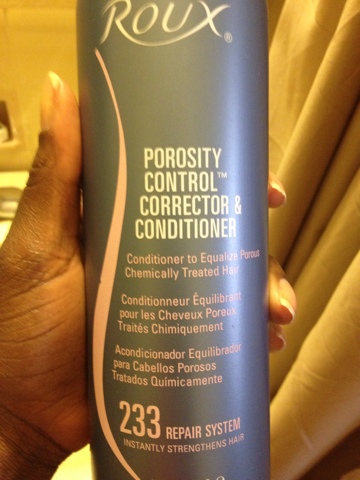 ROUX®
POROSITY
CONTROL™
CORRECTOR &
CONDITIONER
Conditioner to Equalize Porous
Chemically Treated Hair
Conditionneur Équilibrant
pour les Cheveux Poreux
Traités Chimiquement
Acondicionador Equilibrador
para Cabellos Porosos
Tratados Químicamente
233 REPAIR SYSTEM
INSTANTLY STRENGTHENS HAIR